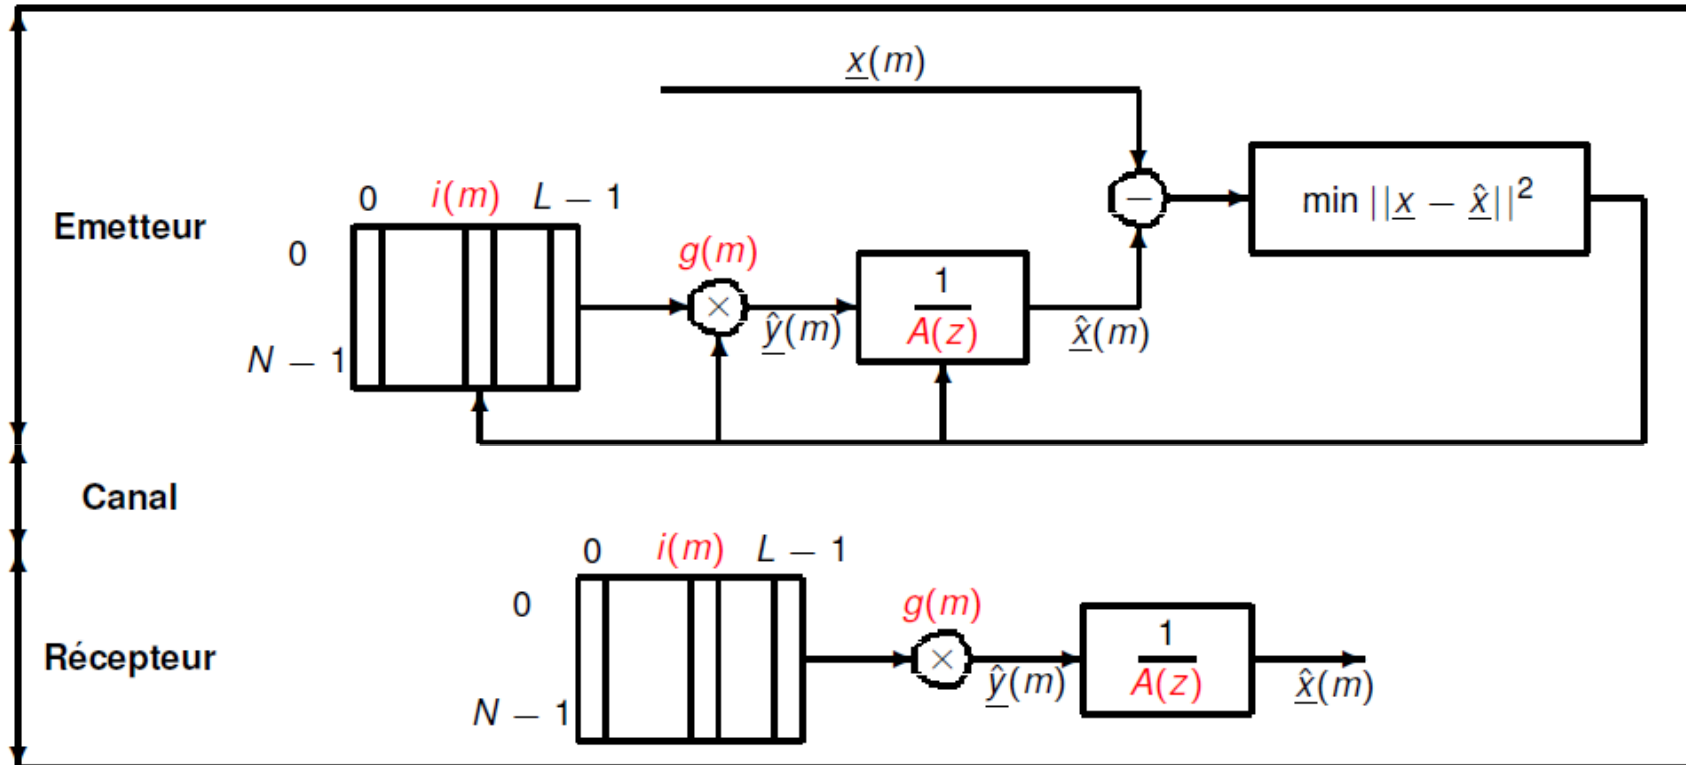 x(m)
min ||x − x̂||²
−
0 i(m) L − 1
Emetteur
0
g(m)
×
1
A(z)
ŷ(m)
x̂(m)
N − 1
Canal
0 i(m) L − 1
0
g(m)
Récepteur
×
1
A(z)
ŷ(m)
x̂(m)
N − 1